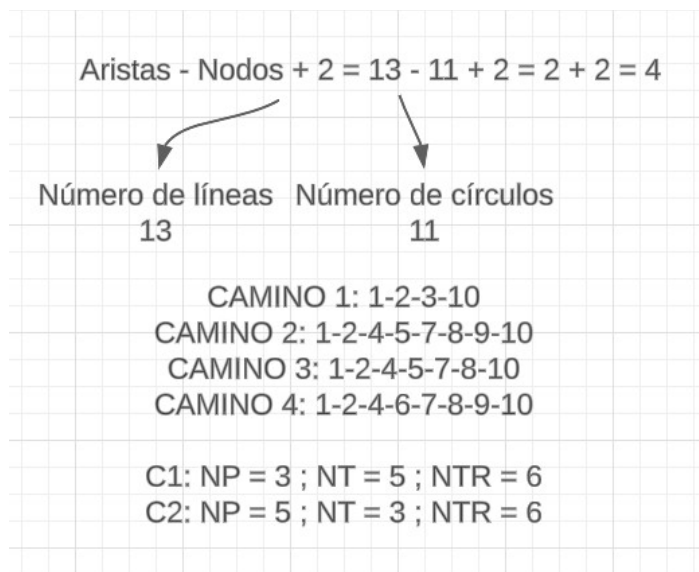 Aristas - Nodos + 2 = 13 - 11 + 2 = 2 + 2 = 4
Número de líneas Número de círculos
13 11
CAMINO 1: 1-2-3-10
CAMINO 2: 1-2-4-5-7-8-9-10
CAMINO 3: 1-2-4-5-7-8-10
CAMINO 4: 1-2-4-6-7-8-9-10
C1: NP = 3 ; NT = 5 ; NTR = 6
C2: NP = 5 ; NT = 3 ; NTR = 6